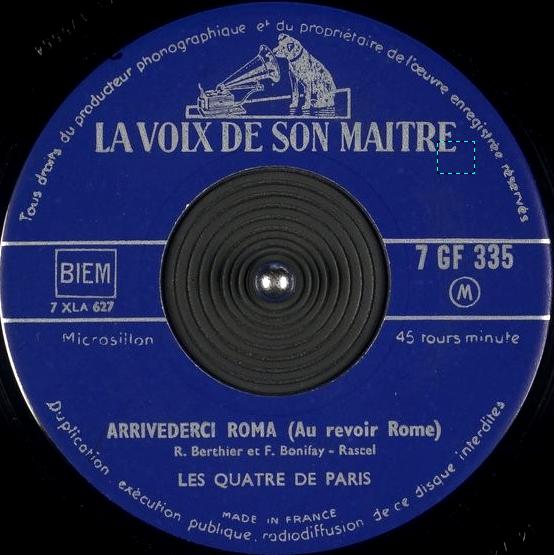 Tous droits du producteur phonographique et du propriétaire de l'œuvre enregistrée réservés
LA VOIX DE SON MAITRE
BIEM
7 XLA 627
7 GF 335
M
Microsillon
45 tours minute
ARRIVEDERCI ROMA (Au revoir Rome)
R. Berthier et F. Bonifay - Rascel
LES QUATRE DE PARIS
MADE IN FRANCE
Duplication exécution publique, radiodiffusion de ce disque interdites